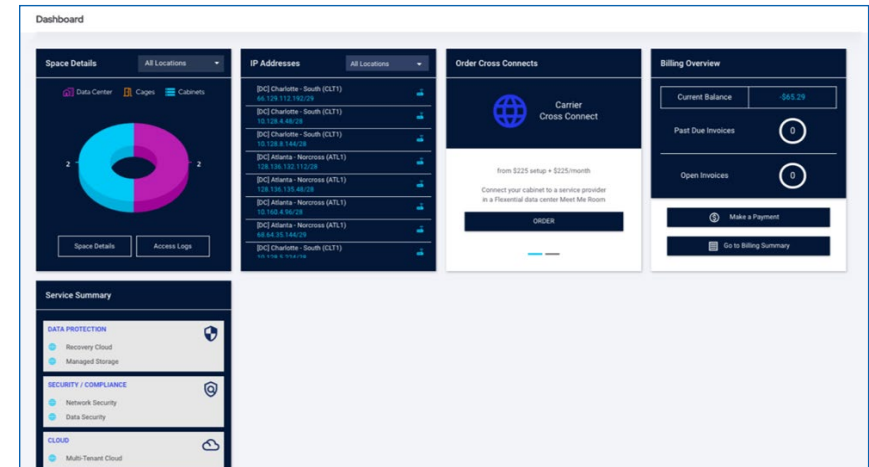 Dashboard
Space Details
All Locations
Data Center
Cages
Cabinets
2
2
Space Details
Access Logs
IP Addresses
All Locations
[DC] Charlotte - South (CLT1)
66.129.112.192/29
[DC] Charlotte - South (CLT1)
10.128.4.48/28
[DC] Charlotte - South (CLT1)
10.128.8.144/28
[DC] Atlanta - Norcross (ATL1)
128.136.132.112/28
[DC] Atlanta - Norcross (ATL1)
128.136.135.48/28
[DC] Atlanta - Norcross (ATL1)
10.160.4.96/28
[DC] Atlanta - Norcross (ATL1)
68.64.35.144/29
[DC] Charlotte - South (CLT1)
Order Cross Connects
Carrier
Cross Connect
from $225 setup + $225/month
Connect your cabinet to a service provider
in a Flexential data center Meet Me Room
ORDER
Billing Overview
Current Balance
-$65.29
Past Due Invoices
0
Open Invoices
0
Make a Payment
Go to Billing Summary
Service Summary
DATA PROTECTION
Recovery Cloud
Managed Storage
SECURITY / COMPLIANCE
Network Security
Data Security
CLOUD
Multi-Tenant Cloud